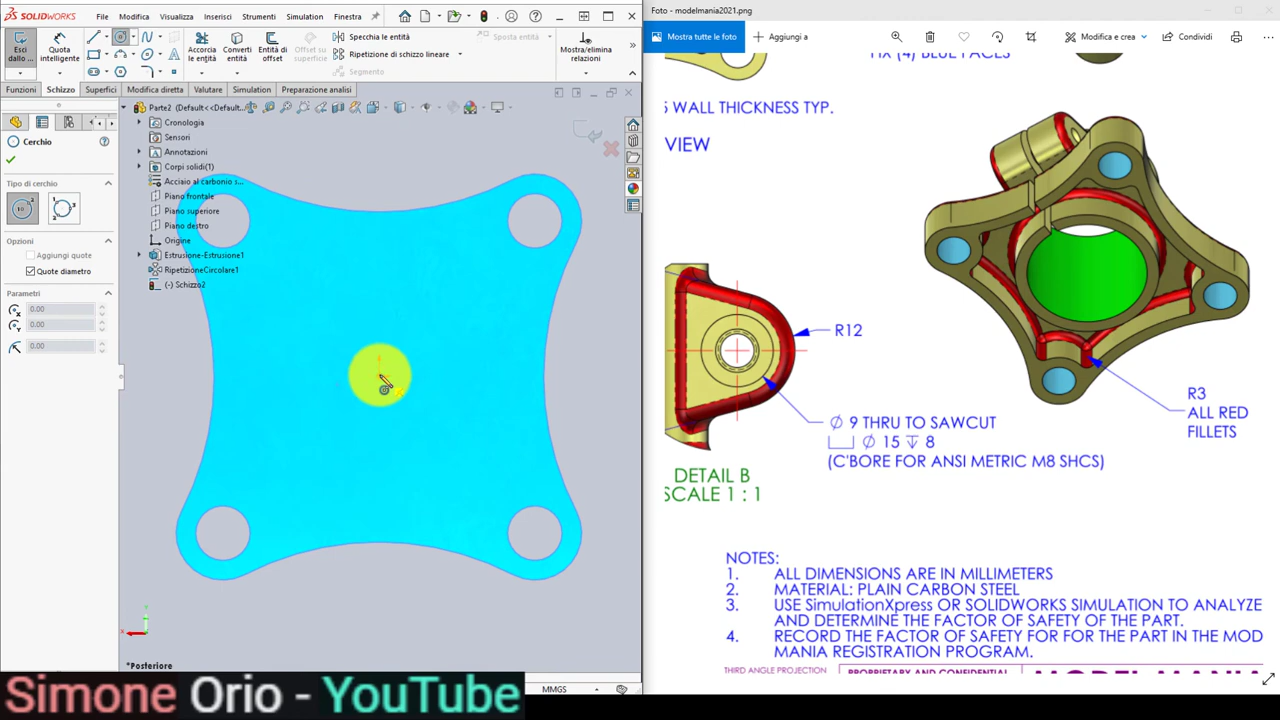 SOLIDWORKS File Modifica Visualizza Inserisci Strumenti Simulation Finestra
Esci dallo ...
Quota intelligente
Accorcia le entità
Converti entità
Offset di entità
Offset su superficie
Specchia le entità
Ripetizione di schizzo lineare
Segmento
Sposta entità
Mostra/elimina relazioni
Funzioni Schizzo Superfici Modifica diretta Valutare Simulation Preparazione analisi
Cerchio
Tipo di cerchio
Opzioni
Aggiungi quote
Quota diametro
Parametri
0.00
0.00
0.00
Parte2 (Default<<Default...
Cronologia
Sensori
Annotazioni
Corpi solidi(1)
Acciaio al carbonio s...
Piano frontale
Piano superiore
Piano destro
Origine
Estrusione-Estrusione1
RipetizioneCircolare1
(-) Schizzo2
*Posteriore
MMGS
Simone Orio - YouTube
Foto - modelmania2021.png
Mostra tutte le foto
Aggiungi a
Modifica e crea
Condividi
5 WALL THICKNESS TYP.
VIEW
R12
Ø 9 THRU TO SAWCUT
⌴ Ø 15 ↧ 8
(C'BORE FOR ANSI METRIC M8 SHCS)
DETAIL B
SCALE 1 : 1
R3
ALL RED
FILLETS
NOTES:
1. ALL DIMENSIONS ARE IN MILLIMETERS
2. MATERIAL: PLAIN CARBON STEEL
3. USE SimulationXpress OR SOLIDWORKS SIMULATION TO ANALYZE
AND DETERMINE THE FACTOR OF SAFETY OF THE PART.
4. RECORD THE FACTOR OF SAFETY FOR FOR THE PART IN THE MOD
MANIA REGISTRATION PROGRAM.
THIRD ANGLE PROJECTION
PROPRIETARY AND CONFIDENTIAL
MODEL MANIA